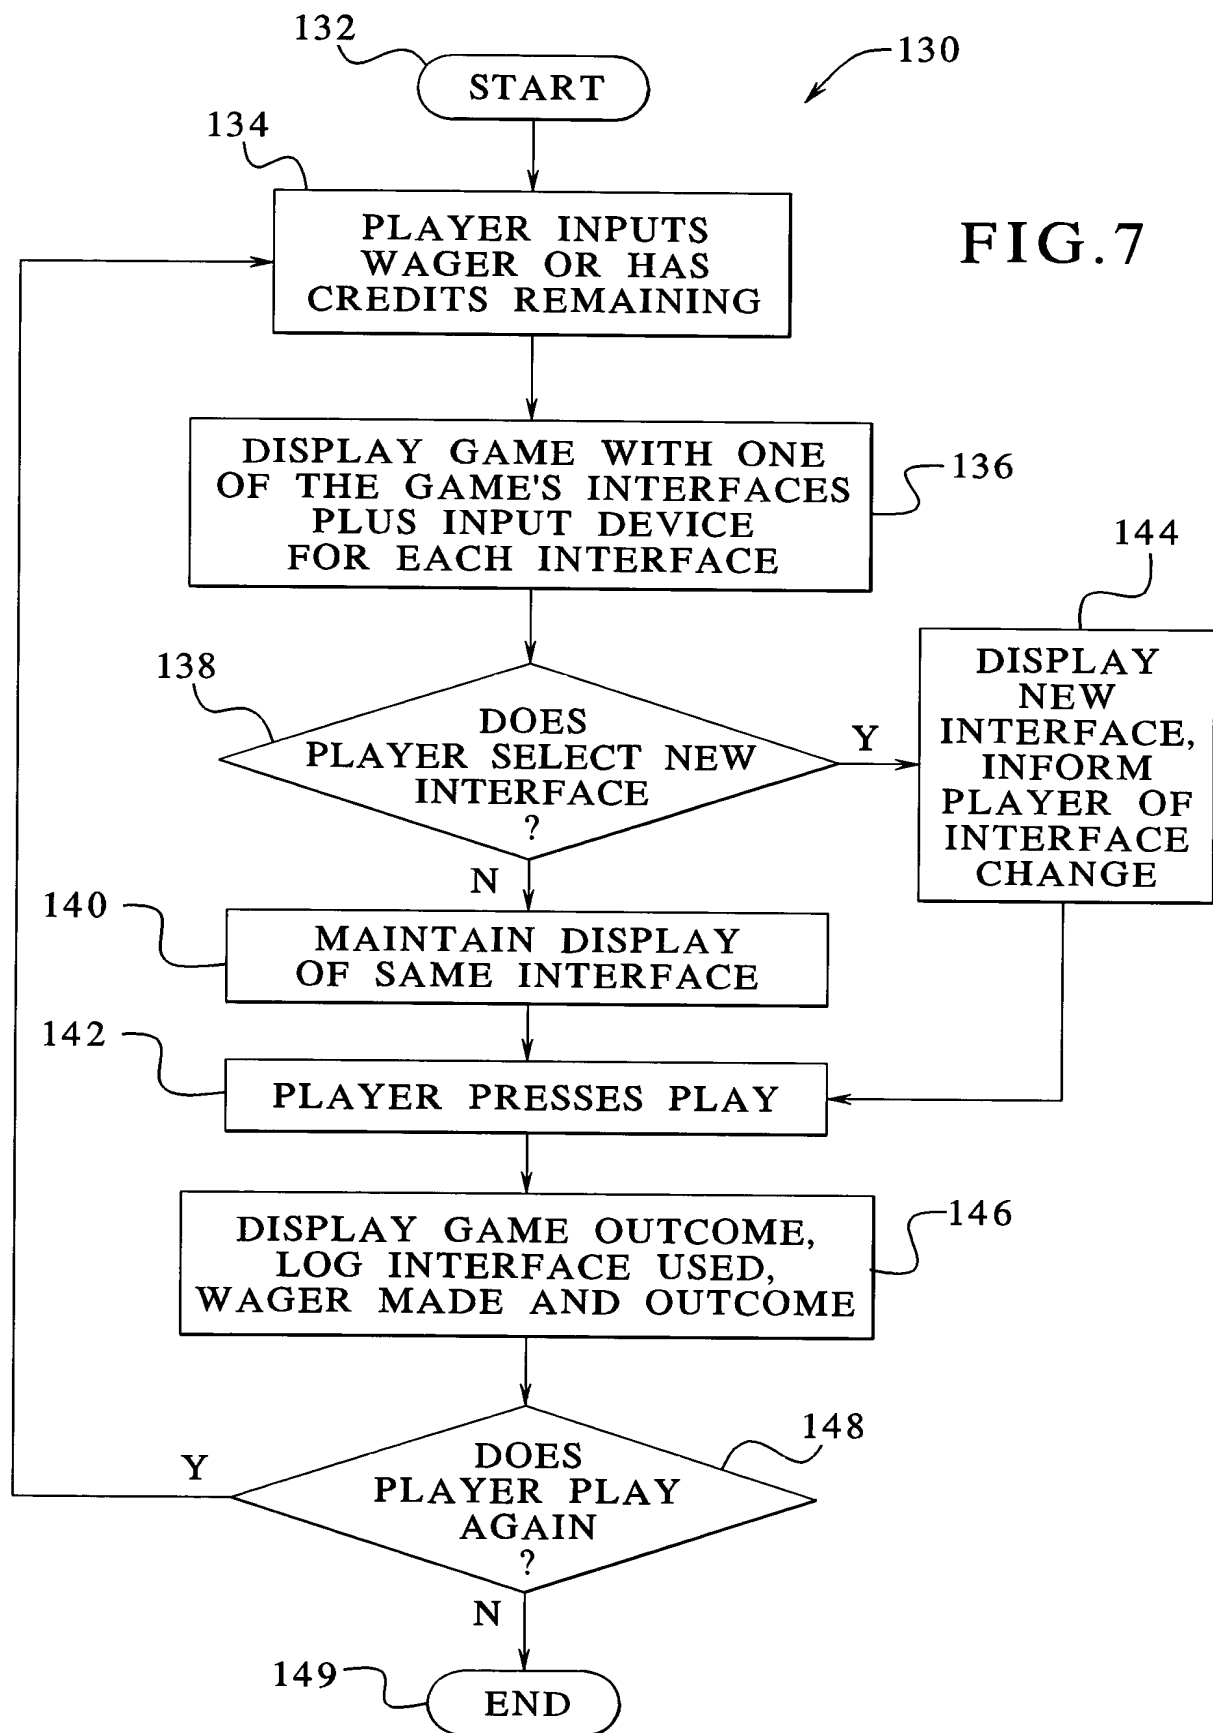 132
START
130
134
PLAYER INPUTS
WAGER OR HAS
CREDITS REMAINING
FIG.7
DISPLAY GAME WITH ONE
OF THE GAME'S INTERFACES
PLUS INPUT DEVICE
FOR EACH INTERFACE
136
144
DISPLAY
NEW
INTERFACE,
INFORM
PLAYER OF
INTERFACE
CHANGE
138
DOES
PLAYER SELECT NEW
INTERFACE
?
Y
N
140
MAINTAIN DISPLAY
OF SAME INTERFACE
142
PLAYER PRESSES PLAY
DISPLAY GAME OUTCOME,
LOG INTERFACE USED,
WAGER MADE AND OUTCOME
146
148
DOES
PLAYER PLAY
AGAIN
?
Y
N
149
END